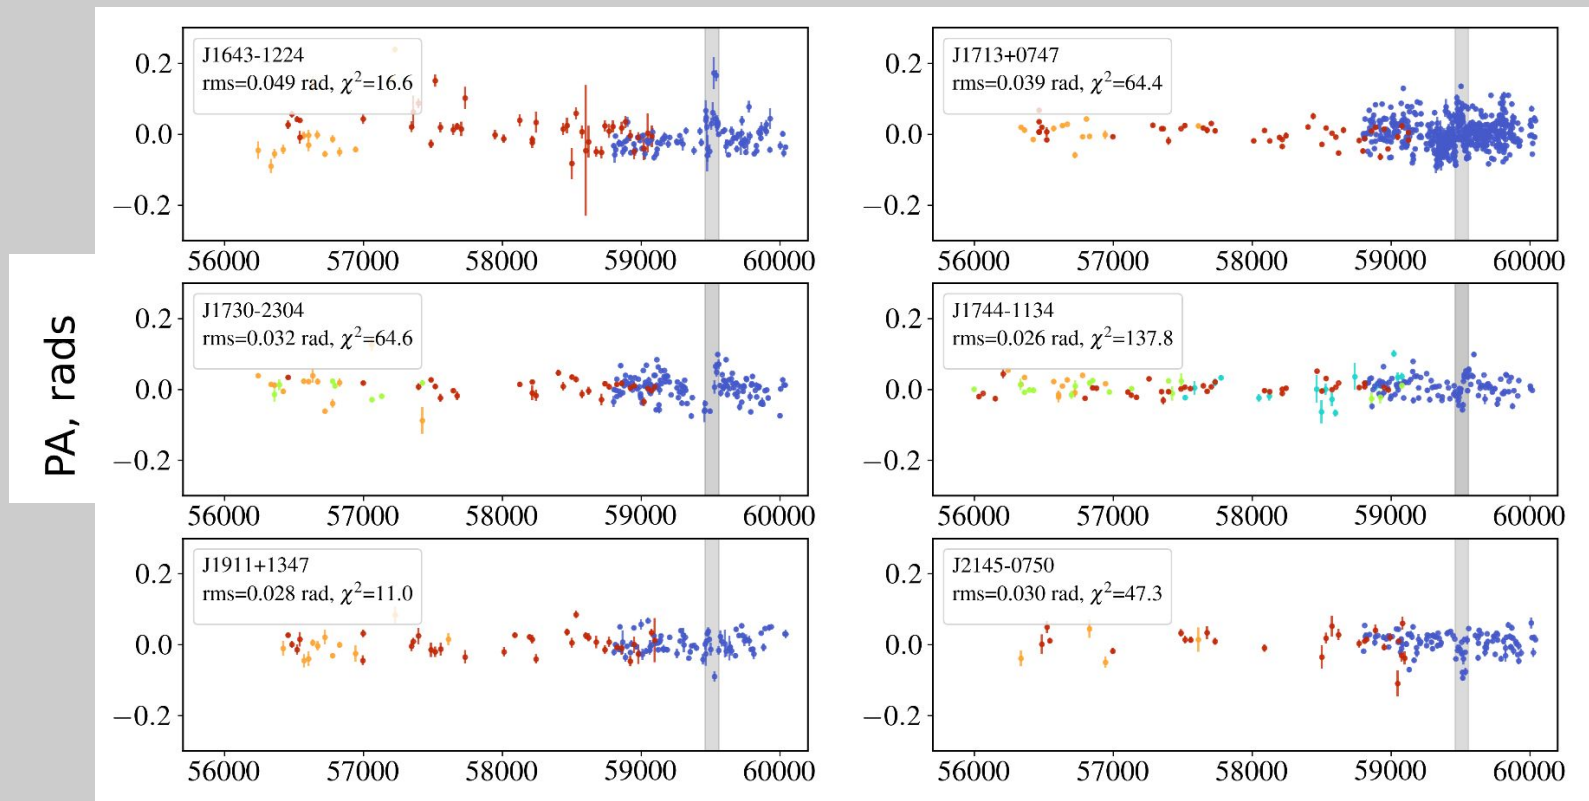 J1643-1224
rms=0.049 rad, χ²=16.6
0.2
0.0
−0.2
56000 57000 58000 59000 60000
J1713+0747
rms=0.039 rad, χ²=64.4
0.2
0.0
−0.2
56000 57000 58000 59000 60000
PA, rads
J1730-2304
rms=0.032 rad, χ²=64.6
0.2
0.0
−0.2
56000 57000 58000 59000 60000
J1744-1134
rms=0.026 rad, χ²=137.8
0.2
0.0
−0.2
56000 57000 58000 59000 60000
J1911+1347
rms=0.028 rad, χ²=11.0
0.2
0.0
−0.2
56000 57000 58000 59000 60000
J2145-0750
rms=0.030 rad, χ²=47.3
0.2
0.0
−0.2
56000 57000 58000 59000 60000